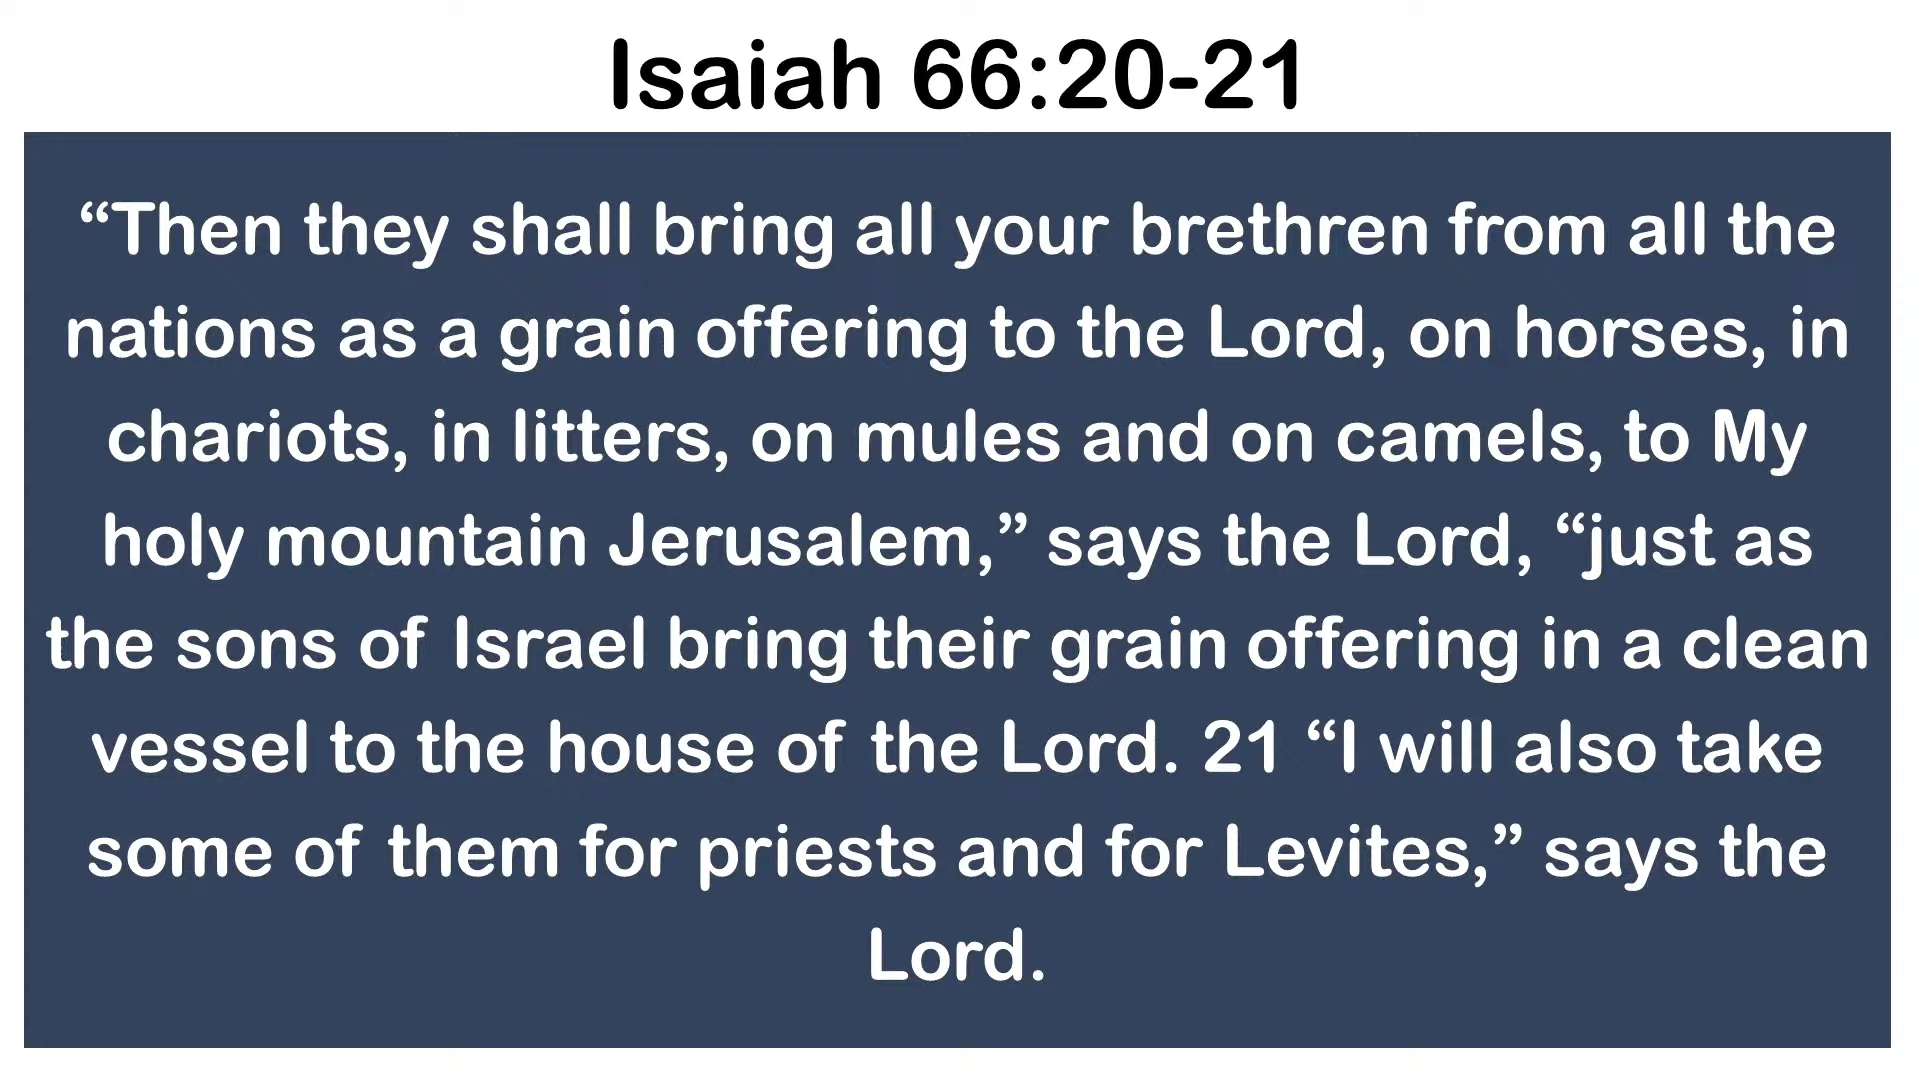 Isaiah 66:20-21
“Then they shall bring all your brethren from all the
nations as a grain offering to the Lord, on horses, in
chariots, in litters, on mules and on camels, to My
holy mountain Jerusalem,” says the Lord, “just as
the sons of Israel bring their grain offering in a clean
vessel to the house of the Lord. 21 “I will also take
some of them for priests and for Levites,” says the
Lord.